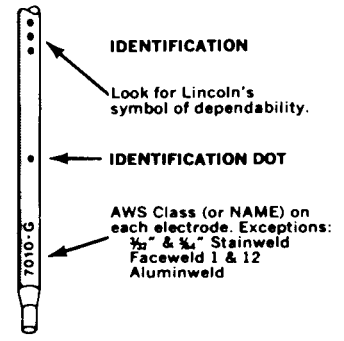 IDENTIFICATION
Look for Lincoln's
symbol of dependability.
IDENTIFICATION DOT
AWS Class (or NAME) on
each electrode. Exceptions:
3/32" & 5/64" Stainweld
Faceweld 1 & 12
Aluminweld
7010-G